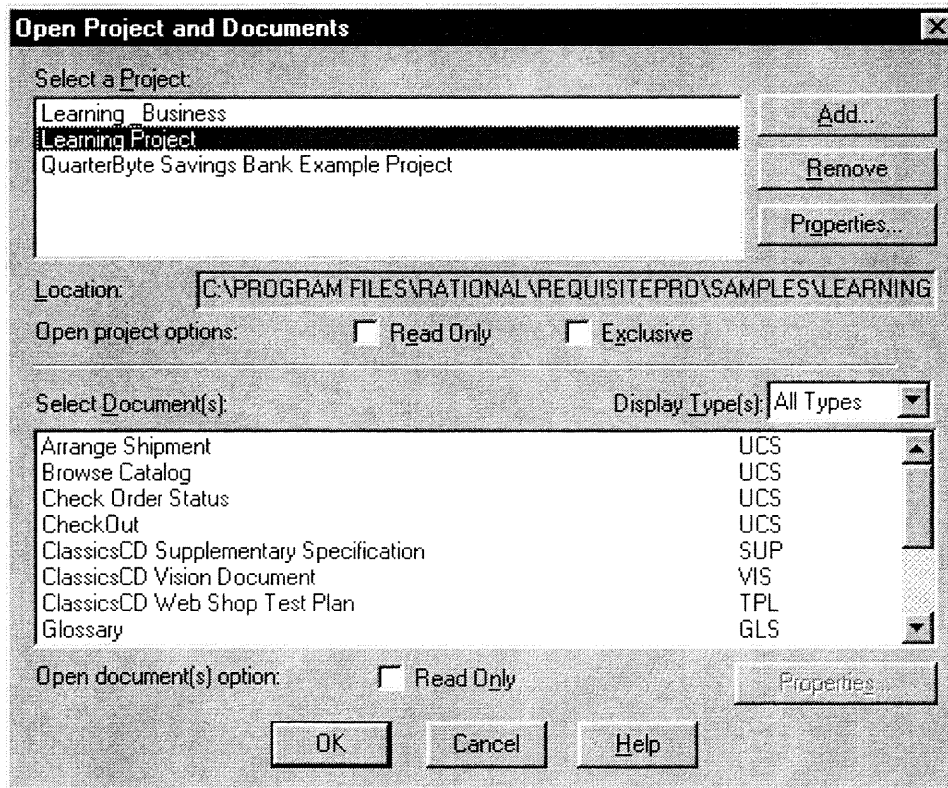 Open Project and Documents
Select a Project:
Learning_Business
Learning Project
QuarterByte Savings Bank Example Project
Add...
Remove
Properties...
Location: C:\PROGRAM FILES\RATIONAL\REQUISITEPRO\SAMPLES\LEARNING
Open project options: Read Only Exclusive
Select Document(s): Display Type(s): All Types
Arrange Shipment UCS
Browse Catalog UCS
Check Order Status UCS
CheckOut UCS
ClassicsCD Supplementary Specification SUP
ClassicsCD Vision Document VIS
ClassicsCD Web Shop Test Plan TPL
Glossary GLS
Open document(s) option: Read Only Properties...
OK Cancel Help